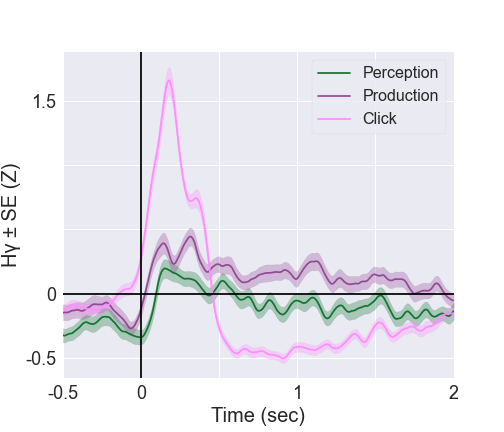 Perception
Production
Click
1.5
0
-0.5
Hγ ± SE (Z)
-0.5
0
1
2
Time (sec)